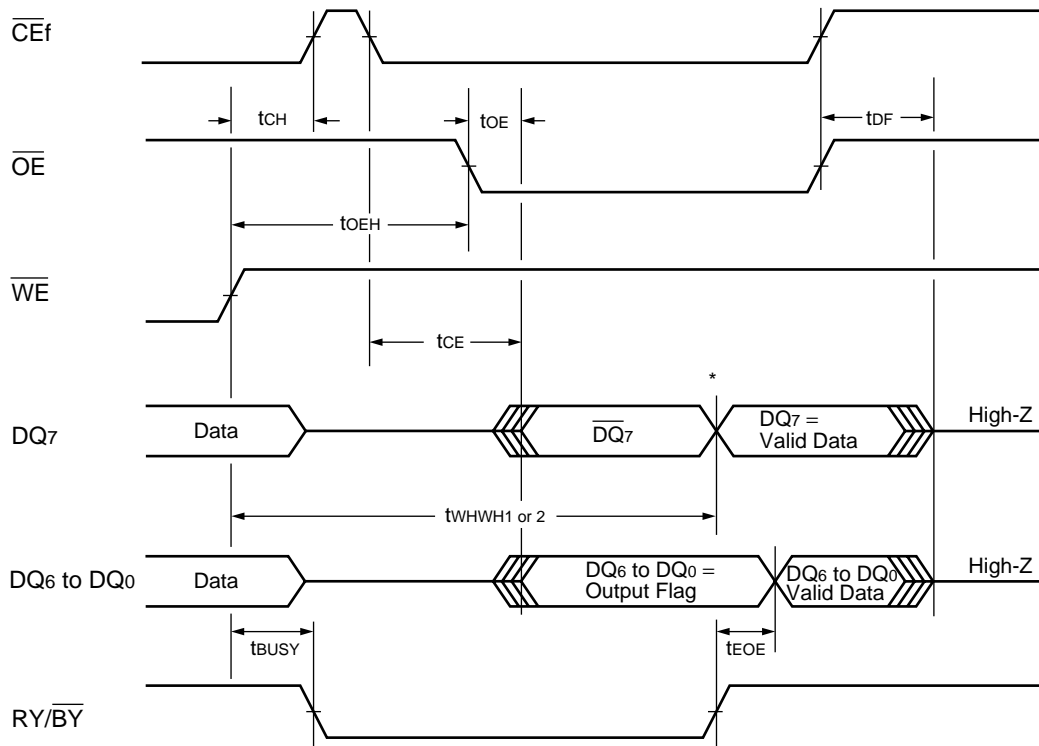 CEf
tCH
tOE
tDF
OE
tOEH
WE
tCE
*
DQ7
Data
DQ7
DQ7 =
Valid Data
High-Z
tWHWH1 or 2
DQ6 to DQ0
Data
DQ6 to DQ0 =
Output Flag
DQ6 to DQ0
Valid Data
High-Z
tBUSY
tEOE
RY/BY